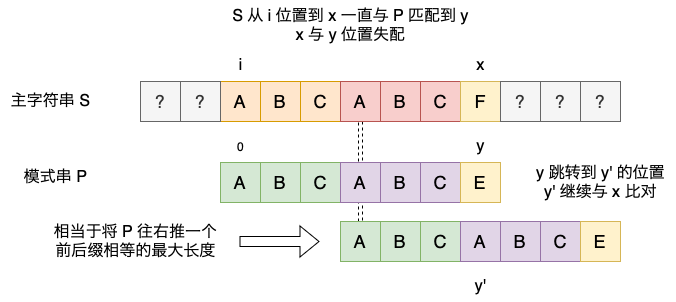 S 从 i 位置到 x 一直与 P 匹配到 y
x 与 y 位置失配
i x
主字符串 S ? ? A B C A B C F ? ? ?
0 y
模式串 P A B C A B C E
y 跳转到 y' 的位置
y' 继续与 x 比对
相当于将 P 往右推一个
前后缀相等的最大长度
A B C A B C E
y'